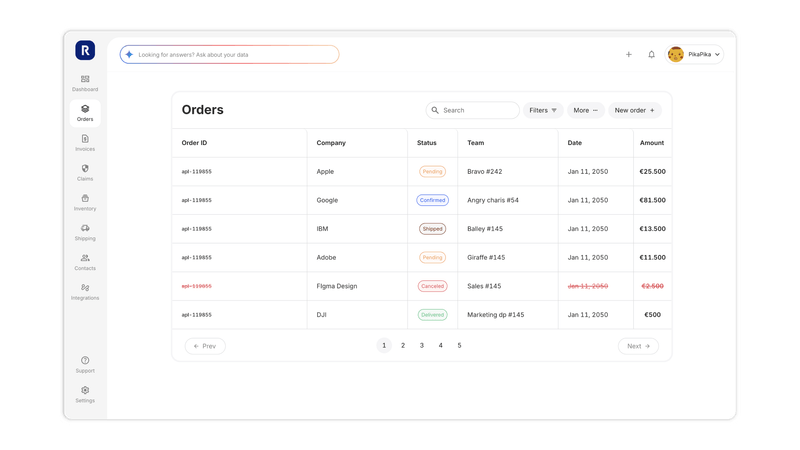 R
Looking for answers? Ask about your data
PikaPika
Dashboard
Orders
Invoices
Claims
Inventory
Shipping
Contacts
Integrations
Support
Settings
Orders
Search
Filters
More
New order
Order ID Company Status Team Date Amount
apl-119855 Apple Pending Bravo #242 Jan 11, 2050 €25.500
apl-119855 Google Confirmed Angry charis #54 Jan 11, 2050 €81.500
apl-119855 IBM Shipped Balley #145 Jan 11, 2050 €13.500
apl-119855 Adobe Pending Giraffe #145 Jan 11, 2050 €11.500
apl-119855 FIgma Design Canceled Sales #145 Jan 11, 2050 €2.500
apl-119855 DJI Delivered Marketing dp #145 Jan 11, 2050 €500
← Prev 1 2 3 4 5 Next →